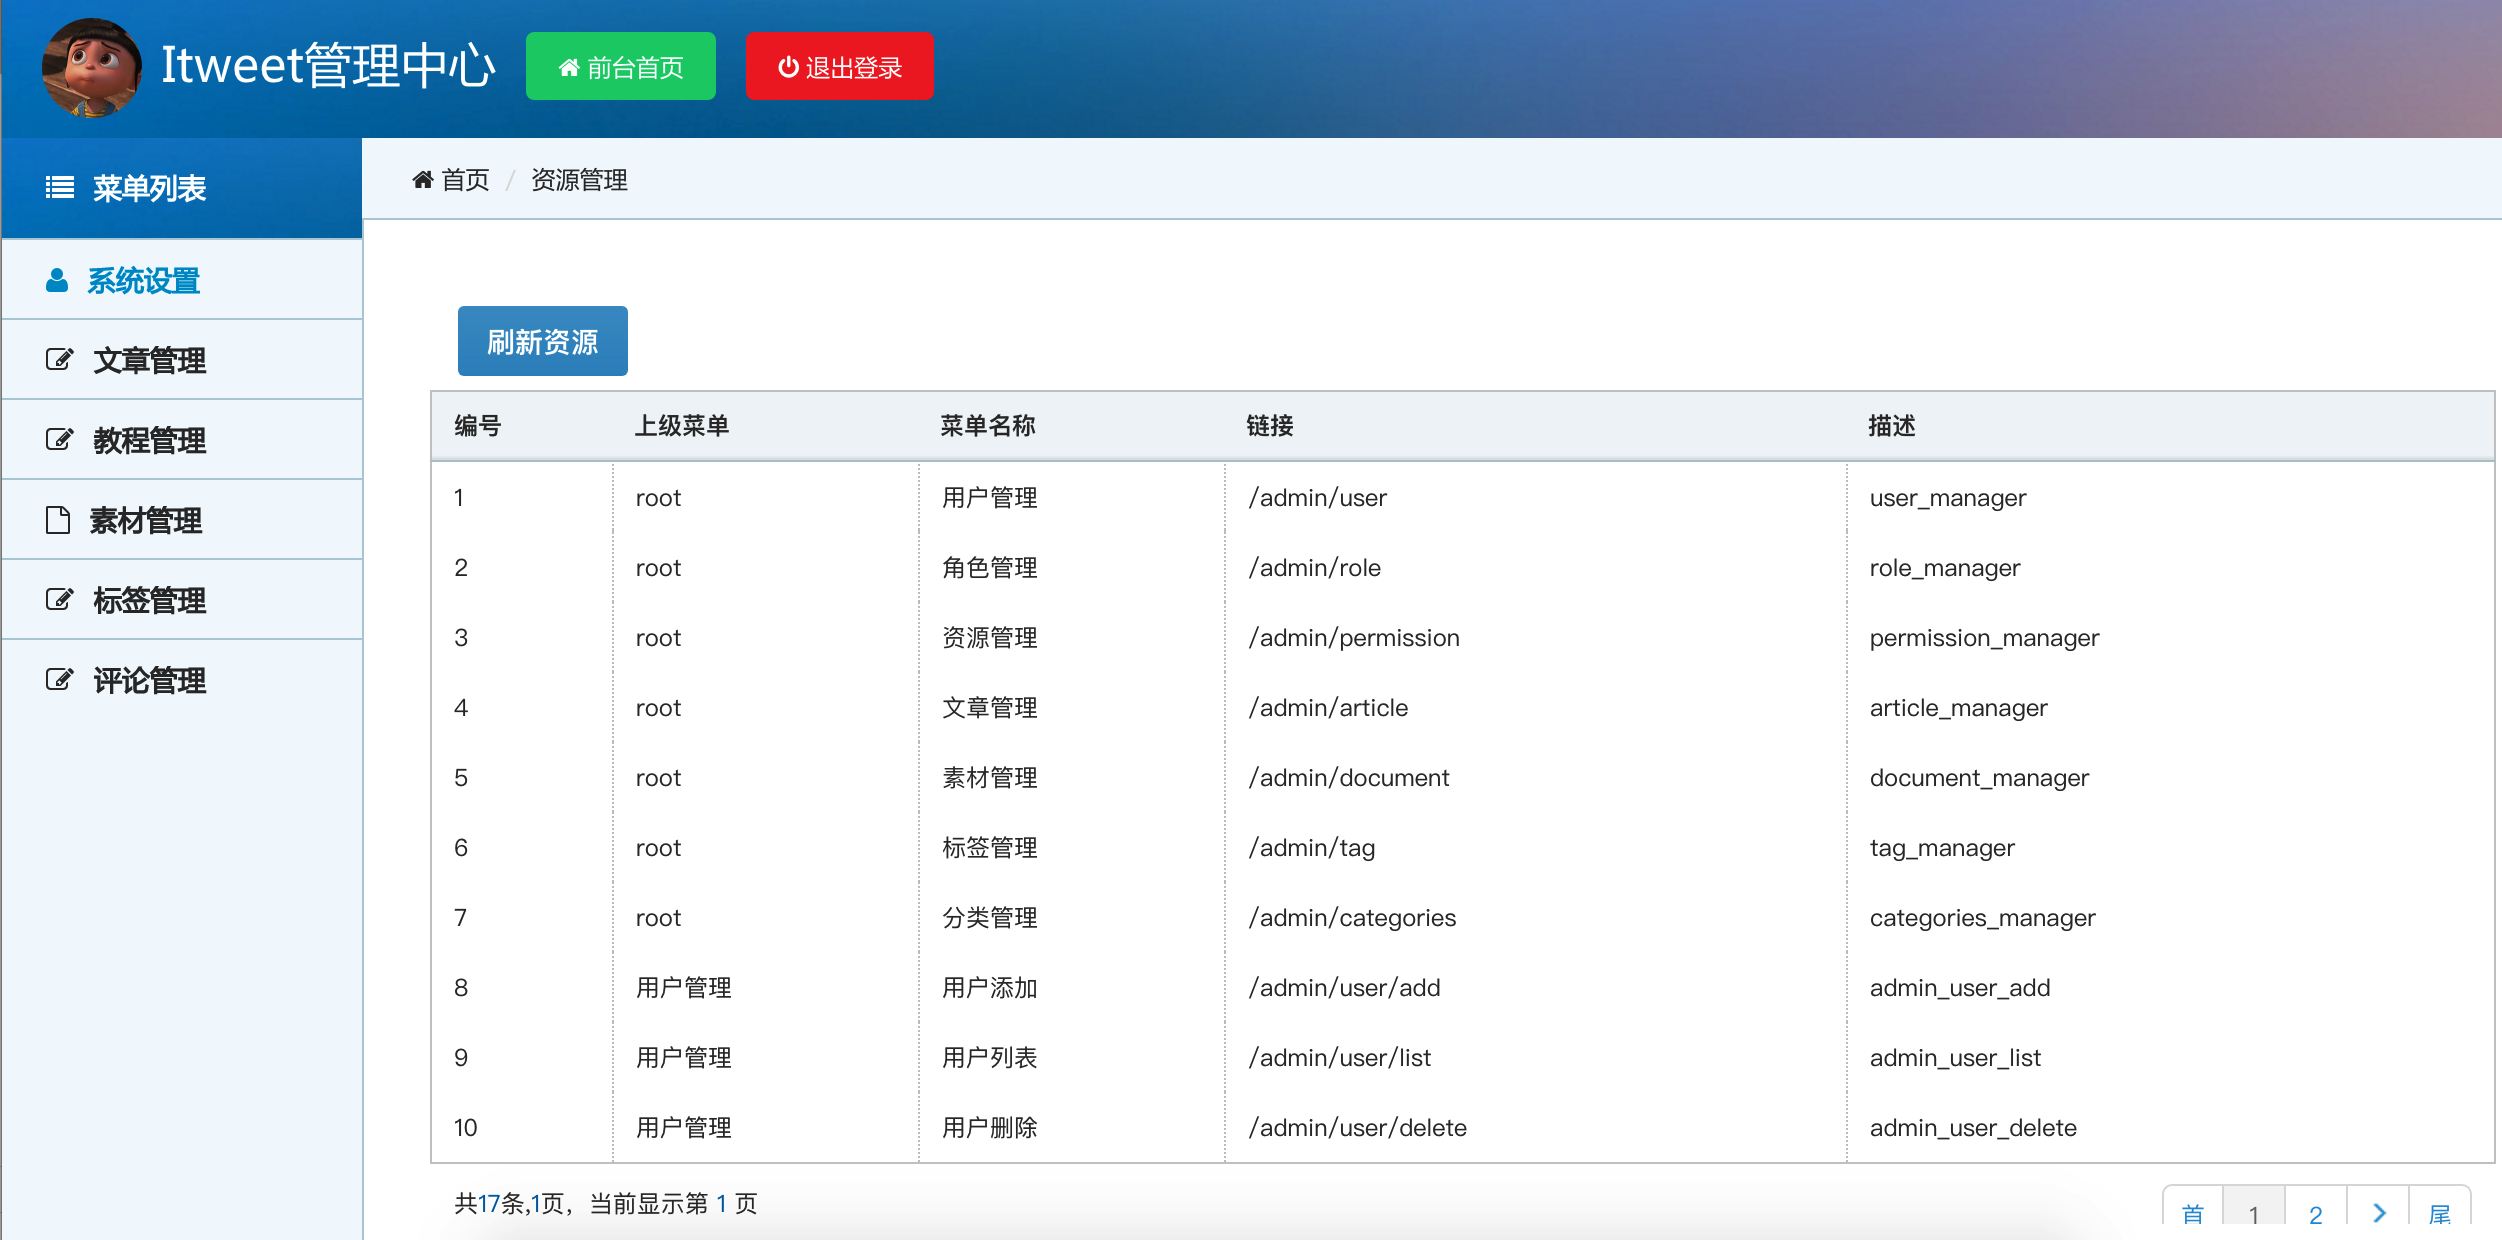 Itweet管理中心 前台首页 退出登录
菜单列表
首页 / 资源管理
系统设置
文章管理
教程管理
素材管理
标签管理
评论管理
刷新资源
编号 上级菜单 菜单名称 链接 描述
1 root 用户管理 /admin/user user_manager
2 root 角色管理 /admin/role role_manager
3 root 资源管理 /admin/permission permission_manager
4 root 文章管理 /admin/article article_manager
5 root 素材管理 /admin/document document_manager
6 root 标签管理 /admin/tag tag_manager
7 root 分类管理 /admin/categories categories_manager
8 用户管理 用户添加 /admin/user/add admin_user_add
9 用户管理 用户列表 /admin/user/list admin_user_list
10 用户管理 用户删除 /admin/user/delete admin_user_delete
共17条,1页，当前显示第 1 页
首 1 2 > 尾